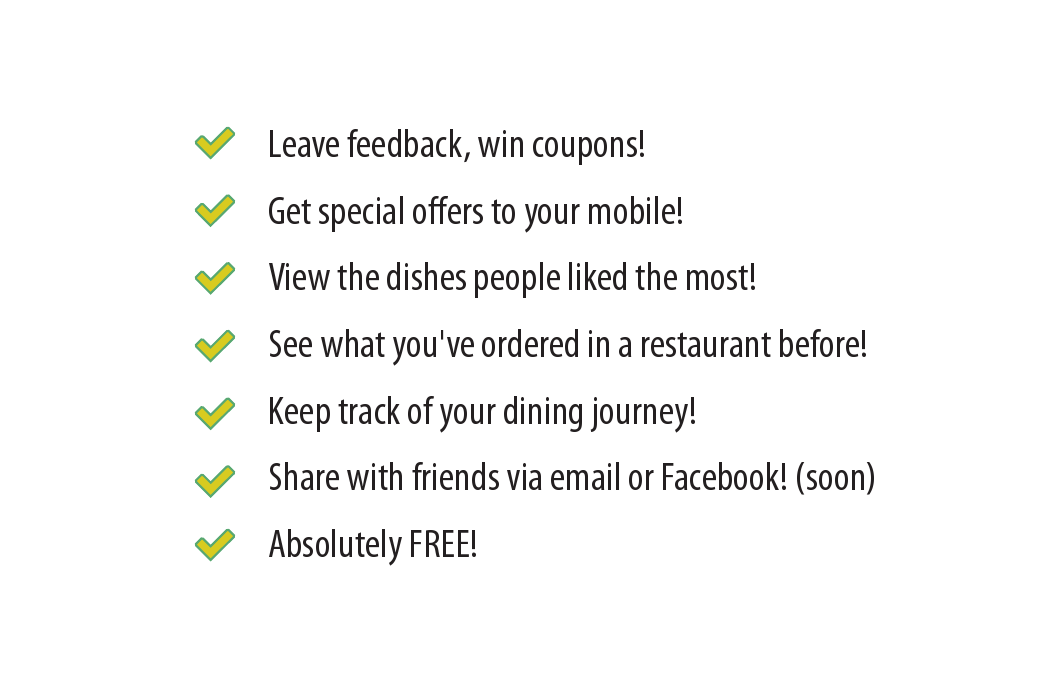 Leave feedback, win coupons!
Get special offers to your mobile!
View the dishes people liked the most!
See what you've ordered in a restaurant before!
Keep track of your dining journey!
Share with friends via email or Facebook! (soon)
Absolutely FREE!